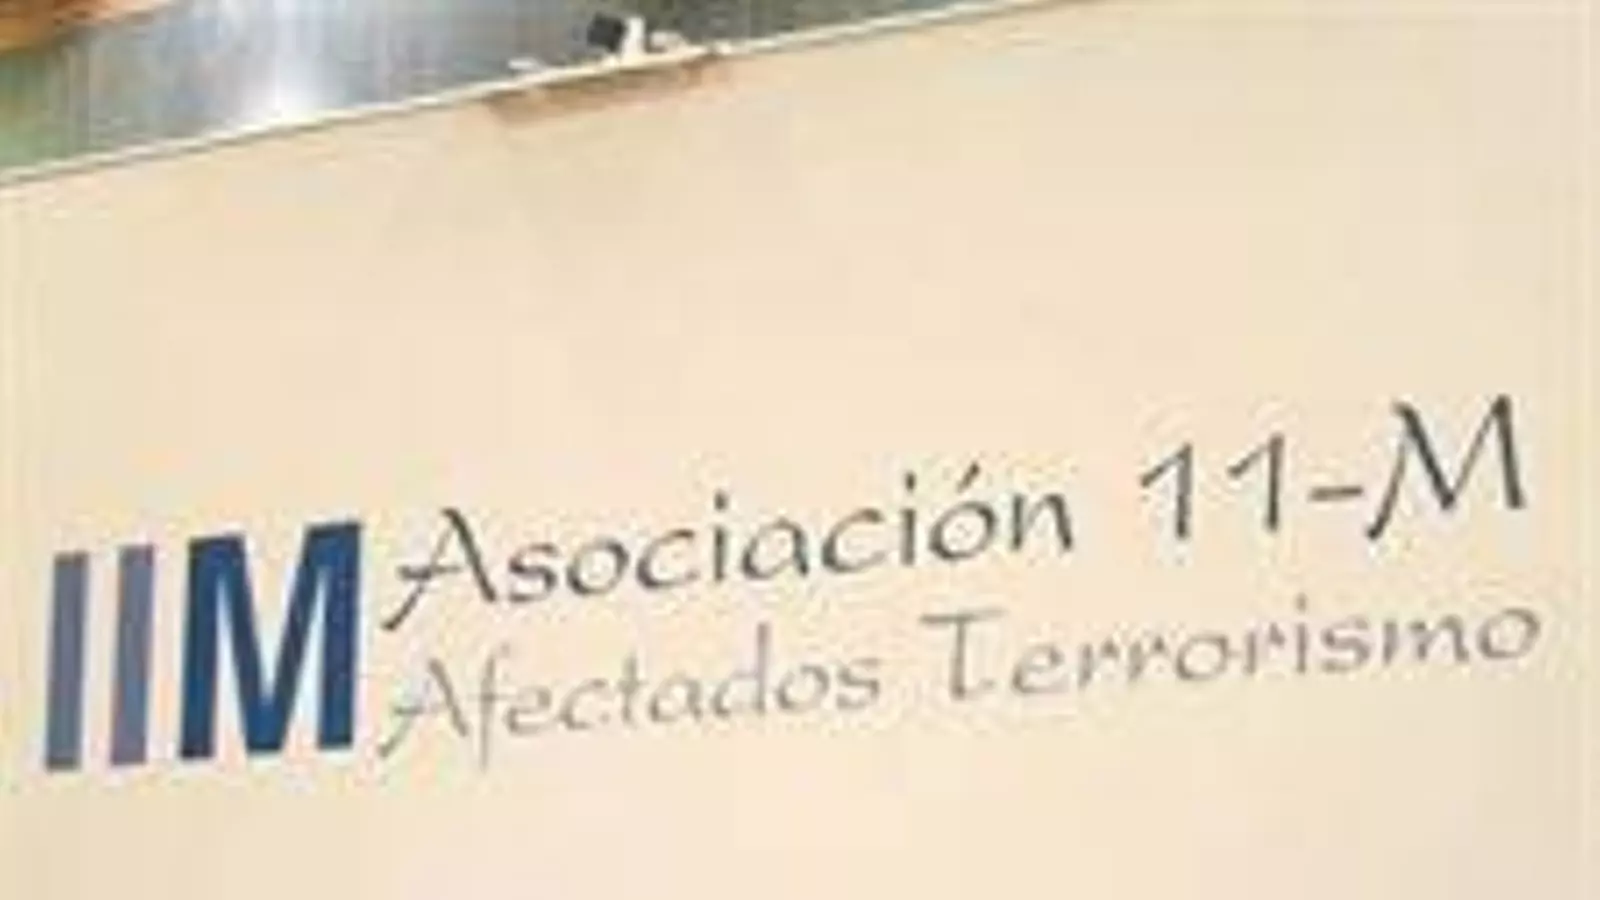 IIM
Asociación 11-M
Afectados Terrorismo